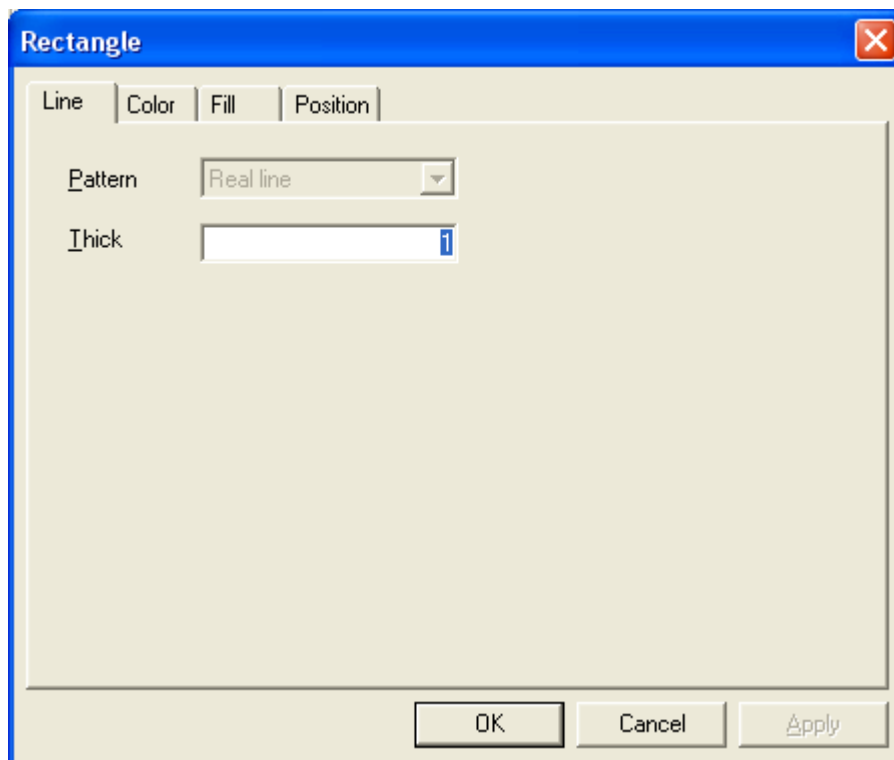 Rectangle
Line Color Fill Position
Pattern Real line
Thick 1
OK Cancel Apply